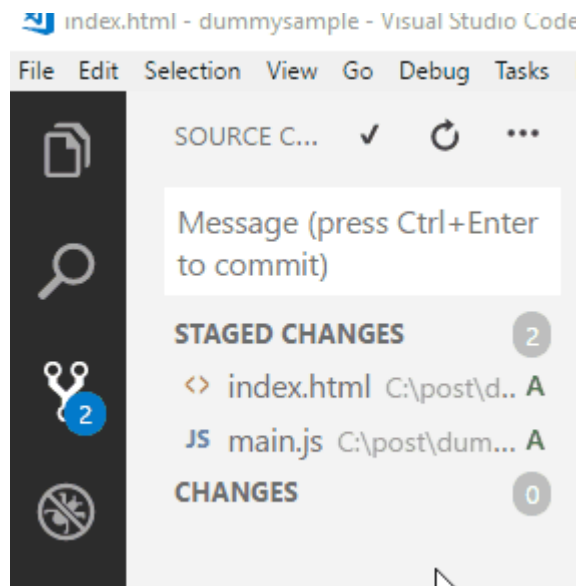 index.html - dummysample - Visual Studio Code
File Edit Selection View Go Debug Tasks
SOURCE C...
Message (press Ctrl+Enter
to commit)
STAGED CHANGES 2
<> index.html C:\post\d.. A
2
JS main.js C:\post\dum... A
CHANGES 0